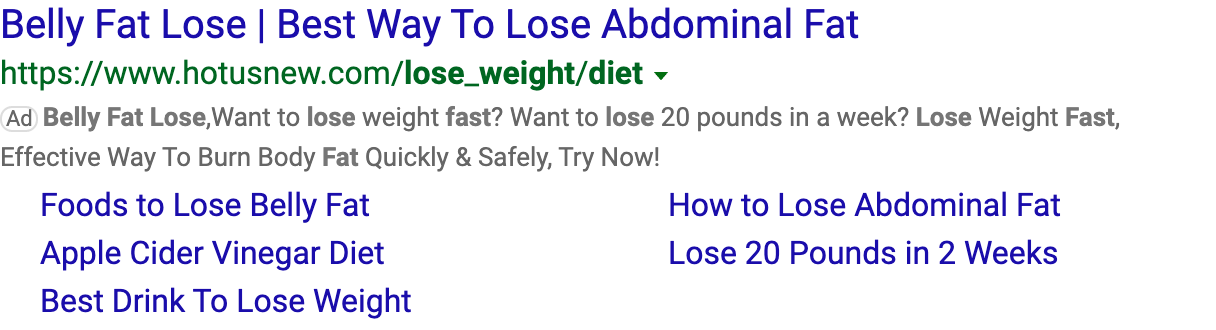 Belly Fat Lose | Best Way To Lose Abdominal Fat
https://www.hotusnew.com/lose_weight/diet
Ad Belly Fat Lose,Want to lose weight fast? Want to lose 20 pounds in a week? Lose Weight Fast,
Effective Way To Burn Body Fat Quickly & Safely, Try Now!
Foods to Lose Belly Fat How to Lose Abdominal Fat
Apple Cider Vinegar Diet Lose 20 Pounds in 2 Weeks
Best Drink To Lose Weight